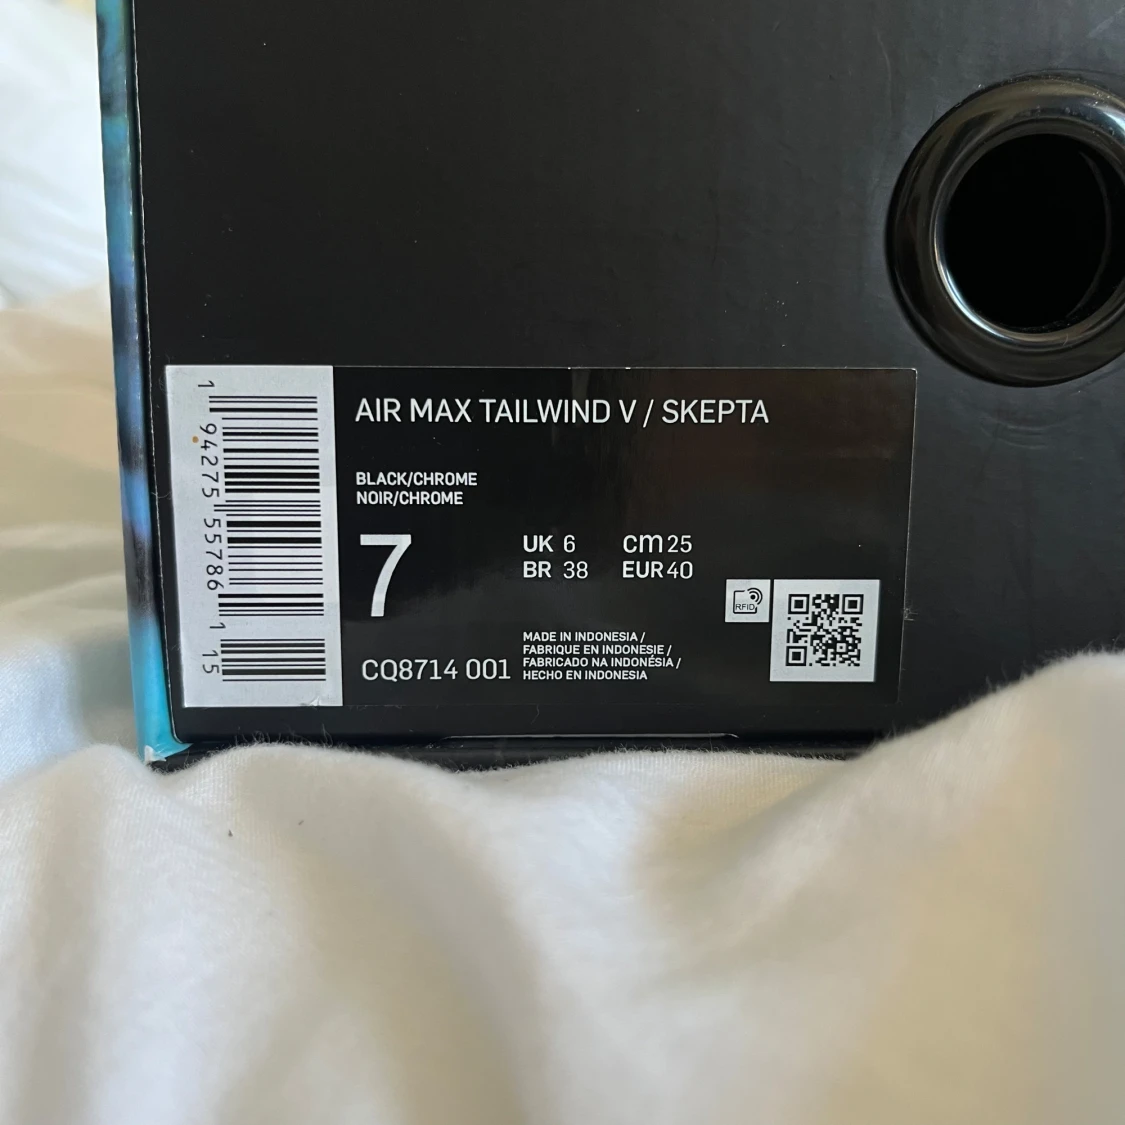 AIR MAX TAILWIND V / SKEPTA
BLACK/CHROME
NOIR/CHROME
7
UK 6
BR 38
cm 25
EUR 40
RFID
MADE IN INDONESIA /
FABRIQUE EN INDONESIE /
FABRICADO NA INDONÉSIA /
HECHO EN INDONESIA
CQ8714 001
1 94275 55786 1 15